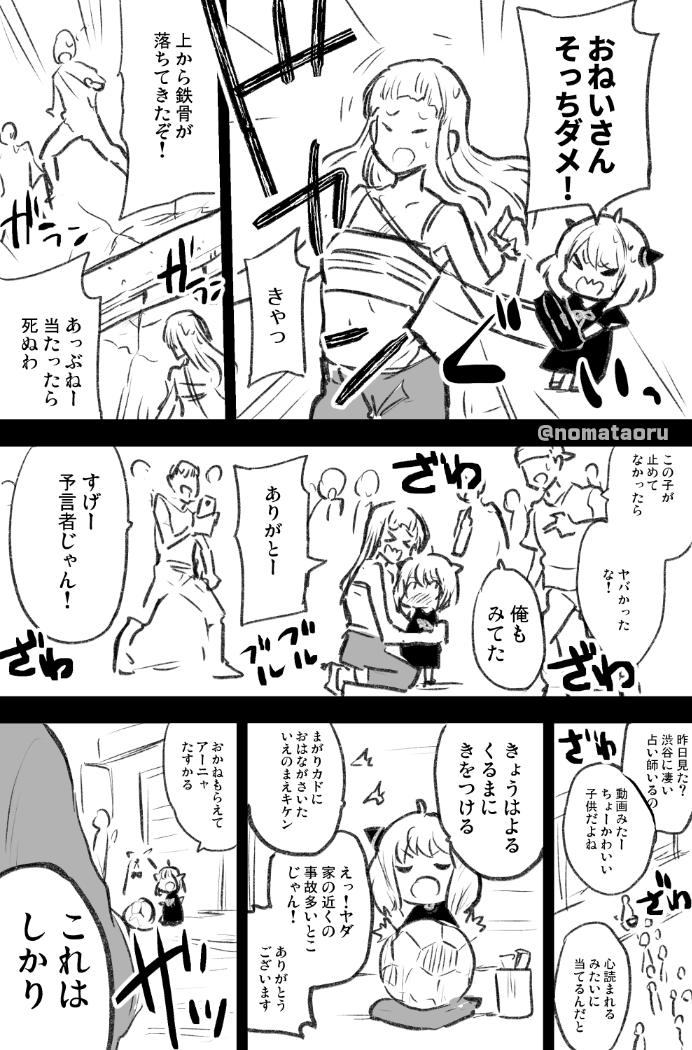 おねいさん
そっちダメ！
きゃっ
ガガ
ぐいっ
上から鉄骨が
落ちてきたぞ！
ガラン
ガラン
あっぶねー
当たったら
死ぬわ
@nomataoru
この子が
止めて
なかったら
ヤバかった
な！
ざわ
ざわ
俺も
みてた
ありがとー
ブルブル
すげー
予言者じゃん！
ざわ
昨日見た？
渋谷に凄い
占い師いるの
動画みたー
ちょーかわいい
子供だよね
ざわ
ざわ
心読まれる
みたいに
当てるんだと
きょうはよる
くるまに
きをつける
まがりカドに
おはながさいた
いえのまえキケン
えっ！ヤダ
家の近くの
事故多いとこ
じゃん！
ありがとう
ございます
おかねもらえて
アーニャ
たすかる
これは
しかり